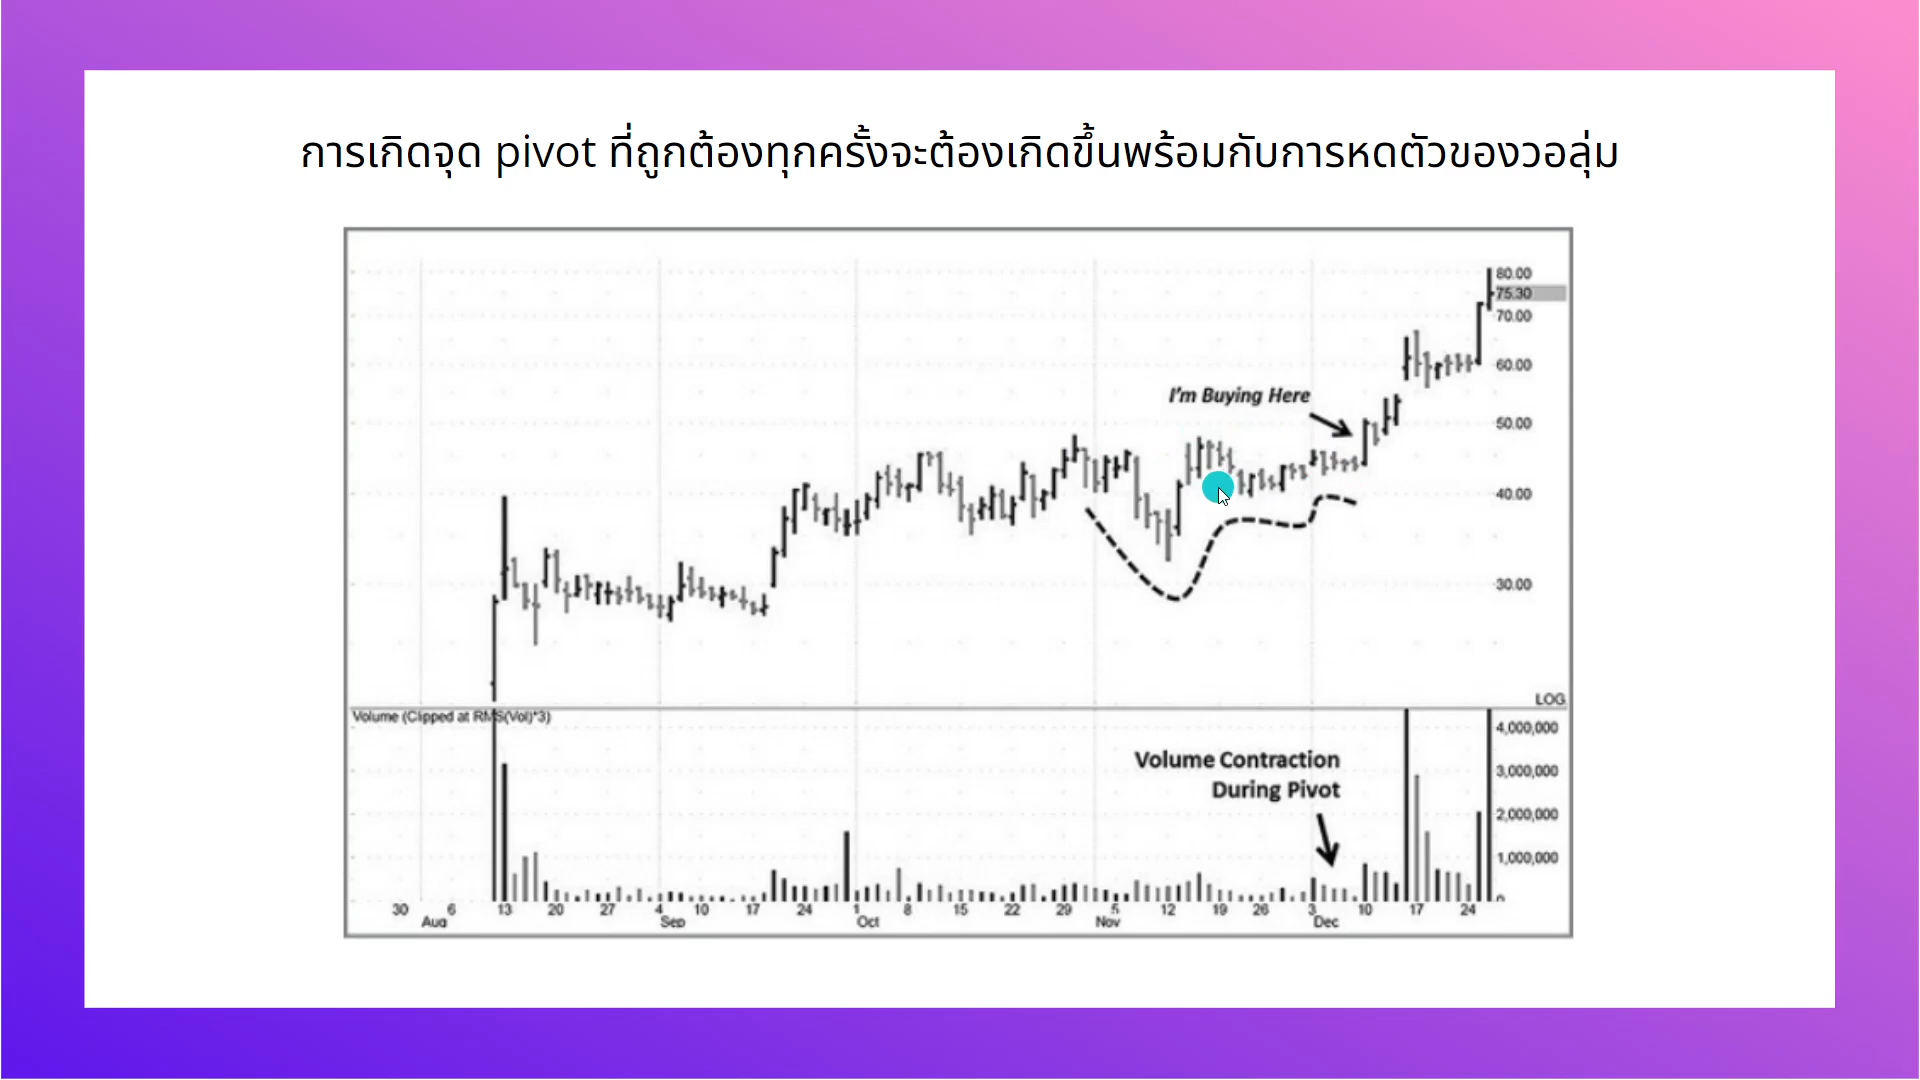 การเกิดจุด pivot ที่ถูกต้องทุกครั้งจะต้องเกิดขึ้นพร้อมกับการหดตัวของวอลุ่ม
80.00
75.30
70.00
60.00
I'm Buying Here
50.00
40.00
30.00
LOG
Volume (Clipped at RMS(Vol)*3)
4,000,000
Volume Contraction
During Pivot
3,000,000
2,000,000
1,000,000
0
30 6 13 20 27 4 10 17 24 1 8 15 22 29 5 12 19 26 3 10 17 24
Aug Sep Oct Nov Dec